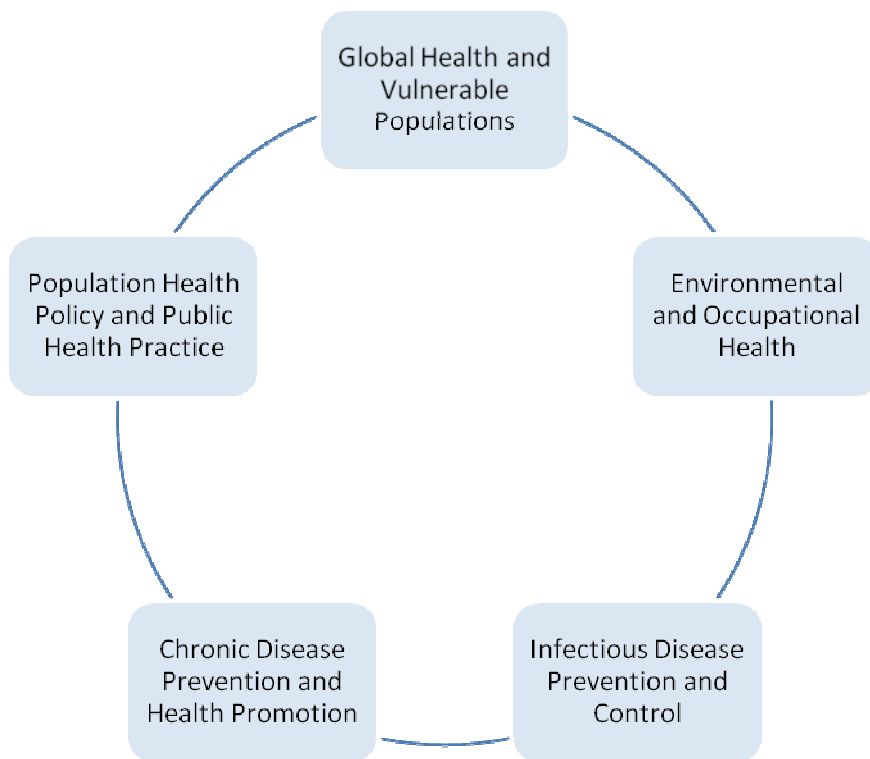 Global Health and
Vulnerable
Populations
Population Health
Policy and Public
Health Practice
Environmental
and Occupational
Health
Chronic Disease
Prevention and
Health Promotion
Infectious Disease
Prevention and
Control